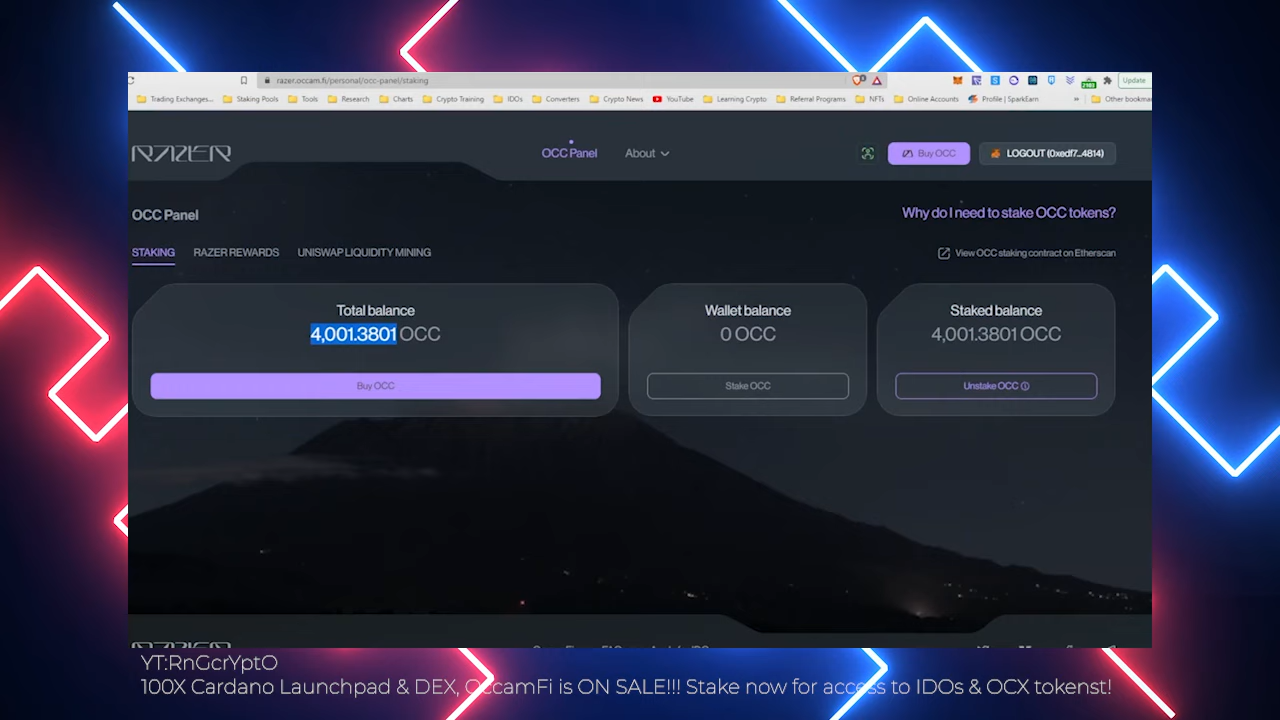 razer.occam.fi/personal/occ-panel/staking
Update
Trading Exchanges... Staking Pools Tools Research Charts Crypto Training IDOs Converters Crypto News YouTube Learning Crypto Referral Programs NFTs Online Accounts Profile | SparkEarn » Other bookma
RAZER OCC Panel About Buy OCC LOGOUT (0xedf7...4814)
OCC Panel Why do I need to stake OCC tokens?
STAKING RAZER REWARDS UNISWAP LIQUIDITY MINING View OCC staking contract on Etherscan
Total balance Wallet balance Staked balance
4,001.3801 OCC 0 OCC 4,001.3801 OCC
Buy OCC Stake OCC Unstake OCC
YT:RnGcrYptO
100X Cardano Launchpad & DEX, OccamFi is ON SALE!!! Stake now for access to IDOs & OCX tokenst!